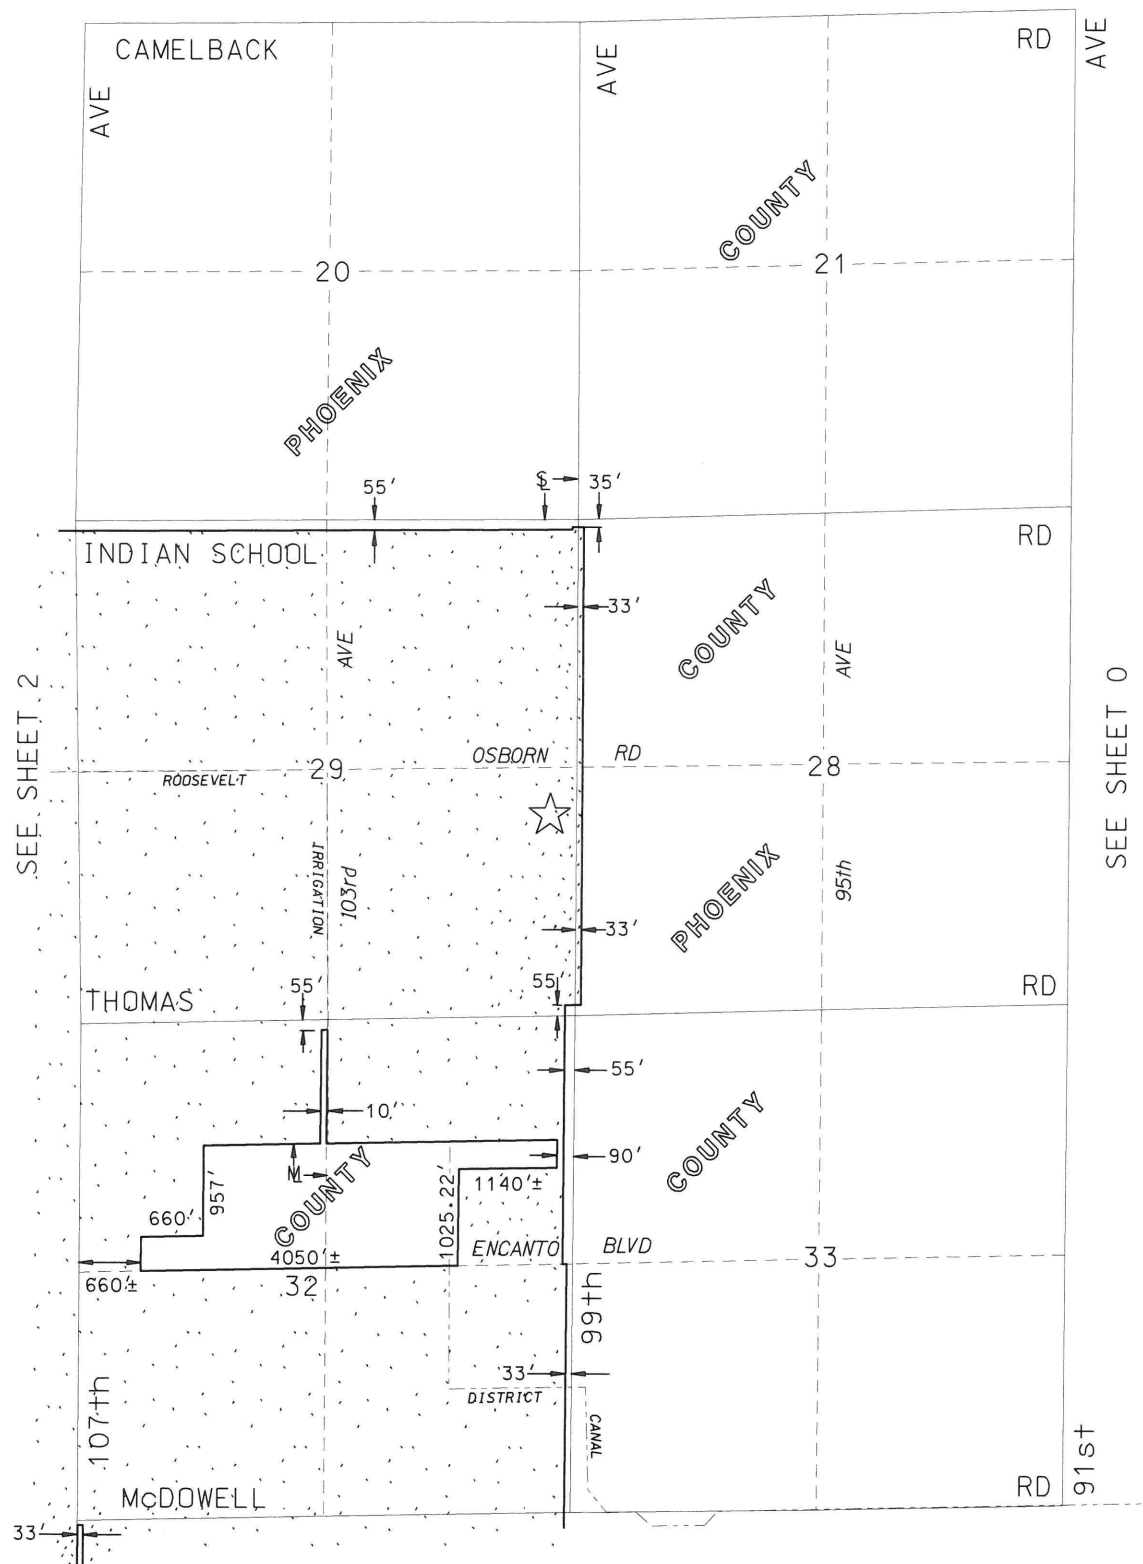 CAMELBACK
RD
AVE
AVE
AVE
COUNTY
20
21
PHOENIX
55'
35'
INDIAN SCHOOL
RD
33'
COUNTY
AVE
AVE
SEE SHEET 2
SEE SHEET 0
OSBORN RD
ROOSEVELT
29
28
IRRIGATION
103rd
95th
PHOENIX
33'
55'
55'
THOMAS
RD
55'
10'
COUNTY
COUNTY
90'
M
957'
1025.22'
1140'±
660'
4050'±
ENCANTO BLVD
33
660'±
32
99th
33'
DISTRICT
CANAL
107th
91st
McDOWELL
RD
33'